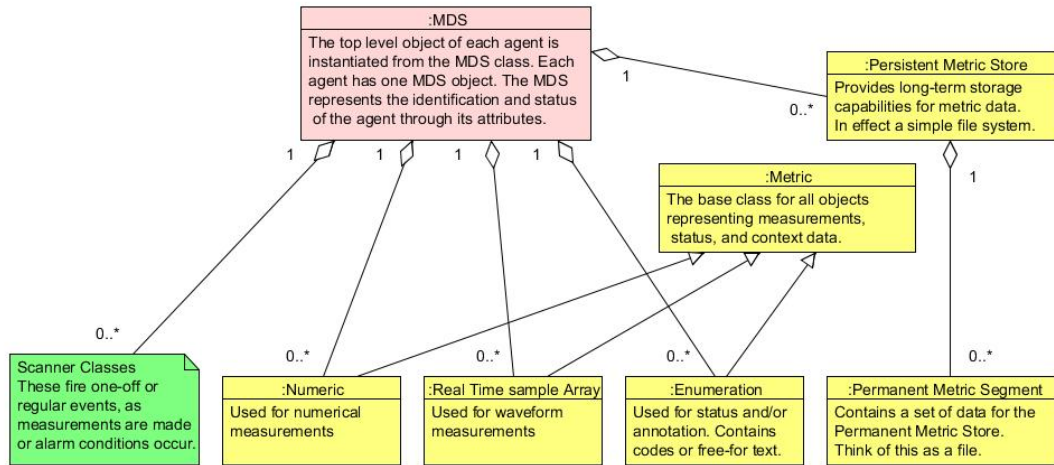 :MDS
The top level object of each agent is
instantiated from the MDS class. Each
agent has one MDS object. The MDS
represents the identification and status
of the agent through its attributes.
1
0..*
:Persistent Metric Store
Provides long-term storage
capabilities for metric data.
In effect a simple file system.
1
1
1
1
1
:Metric
The base class for all objects
representing measurements,
status, and context data.
0..*
0..*
0..*
0..*
0..*
Scanner Classes
These fire one-off or
regular events, as
measurements are made
or alarm conditions occur.
:Numeric
Used for numerical
measurements
:Real Time sample Array
Used for waveform
measurements
:Enumeration
Used for status and/or
annotation. Contains
codes or free-for text.
:Permanent Metric Segment
Contains a set of data for the
Permanent Metric Store.
Think of this as a file.